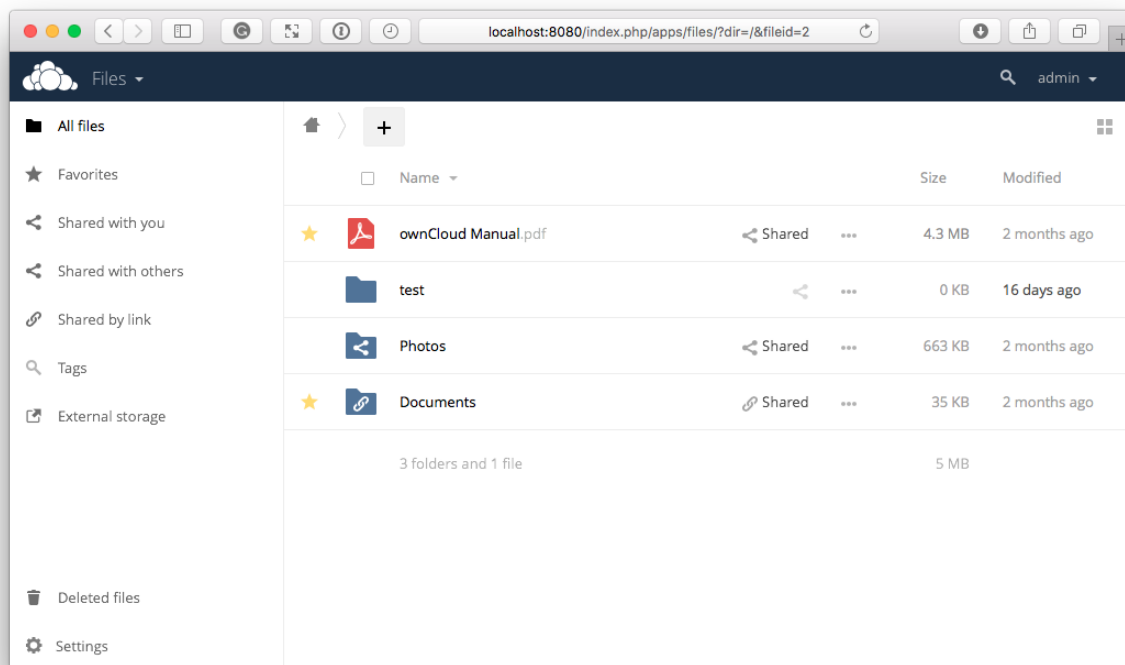 localhost:8080/index.php/apps/files/?dir=/&fileid=2
Files
admin
All files
Favorites
Shared with you
Shared with others
Shared by link
Tags
External storage
Deleted files
Settings
Name Size Modified
ownCloud Manual.pdf Shared 4.3 MB 2 months ago
test 0 KB 16 days ago
Photos Shared 663 KB 2 months ago
Documents Shared 35 KB 2 months ago
3 folders and 1 file 5 MB